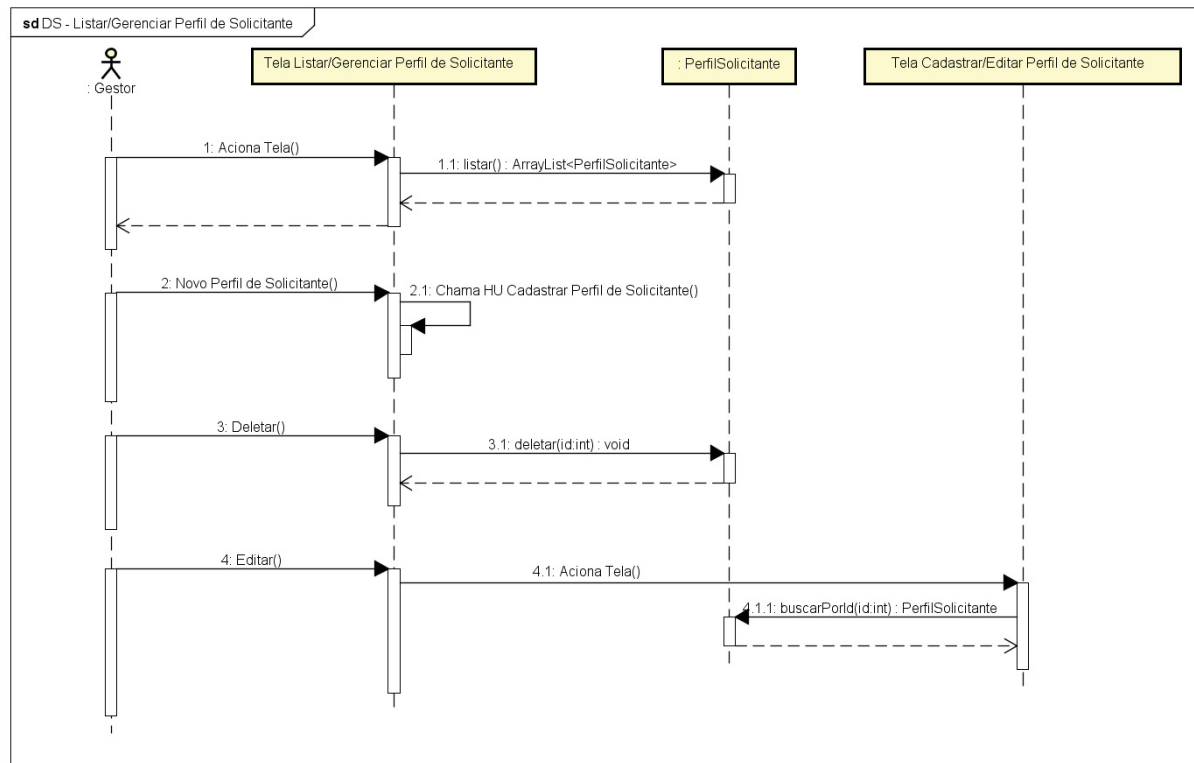 sd DS - Listar/Gerenciar Perfil de Solicitante
Tela Listar/Gerenciar Perfil de Solicitante
: PerfilSolicitante
Tela Cadastrar/Editar Perfil de Solicitante
: Gestor
1: Aciona Tela()
1.1: listar() : ArrayList<PerfilSolicitante>
2: Novo Perfil de Solicitante()
2.1: Chama HU Cadastrar Perfil de Solicitante()
3: Deletar()
3.1: deletar(id:int) : void
4: Editar()
4.1: Aciona Tela()
4.1.1: buscarPorId(id:int) : PerfilSolicitante